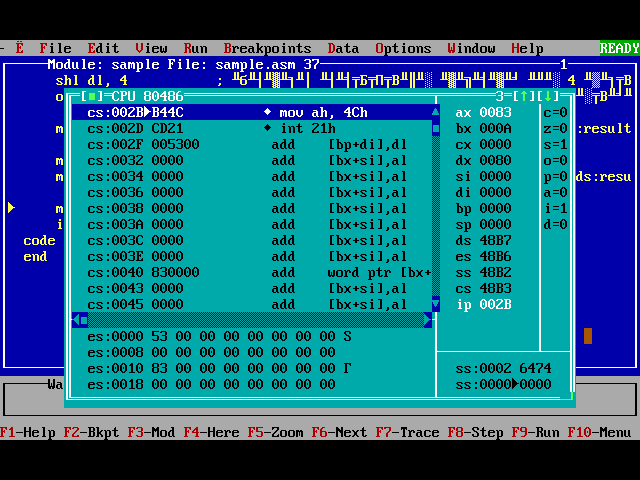 Ë File Edit View Run Breakpoints Data Options Window Help READY
Module: sample File: sample.asm 37 1
shl dl, 4 ; 4
[■]=CPU 80486 3=[↑][↓]
cs:002B▶B44C ◆ mov ah, 4Ch ax 0083 c=0
cs:002D CD21 ◆ int 21h bx 000A z=0
cs:002F 005300 add [bp+di],dl cx 0000 s=1
cs:0032 0000 add [bx+si],al dx 0080 o=0
cs:0034 0000 add [bx+si],al si 0000 p=0
cs:0036 0000 add [bx+si],al di 0000 a=0
cs:0038 0000 add [bx+si],al bp 0000 i=1
cs:003A 0000 add [bx+si],al sp 0000 d=0
cs:003C 0000 add [bx+si],al ds 48B7
cs:003E 0000 add [bx+si],al es 48B6
cs:0040 830000 add word ptr [bx+ ss 48B2
cs:0043 0000 add [bx+si],al cs 48B3
cs:0045 0000 add [bx+si],al ip 002B
:result
ds:resu
code
end
es:0000 53 00 00 00 00 00 00 00 S
es:0008 00 00 00 00 00 00 00 00
es:0010 83 00 00 00 00 00 00 00 Г
es:0018 00 00 00 00 00 00 00 00
ss:0002 6474
ss:0000▶0000
Wa
F1-Help F2-Bkpt F3-Mod F4-Here F5-Zoom F6-Next F7-Trace F8-Step F9-Run F10-Menu